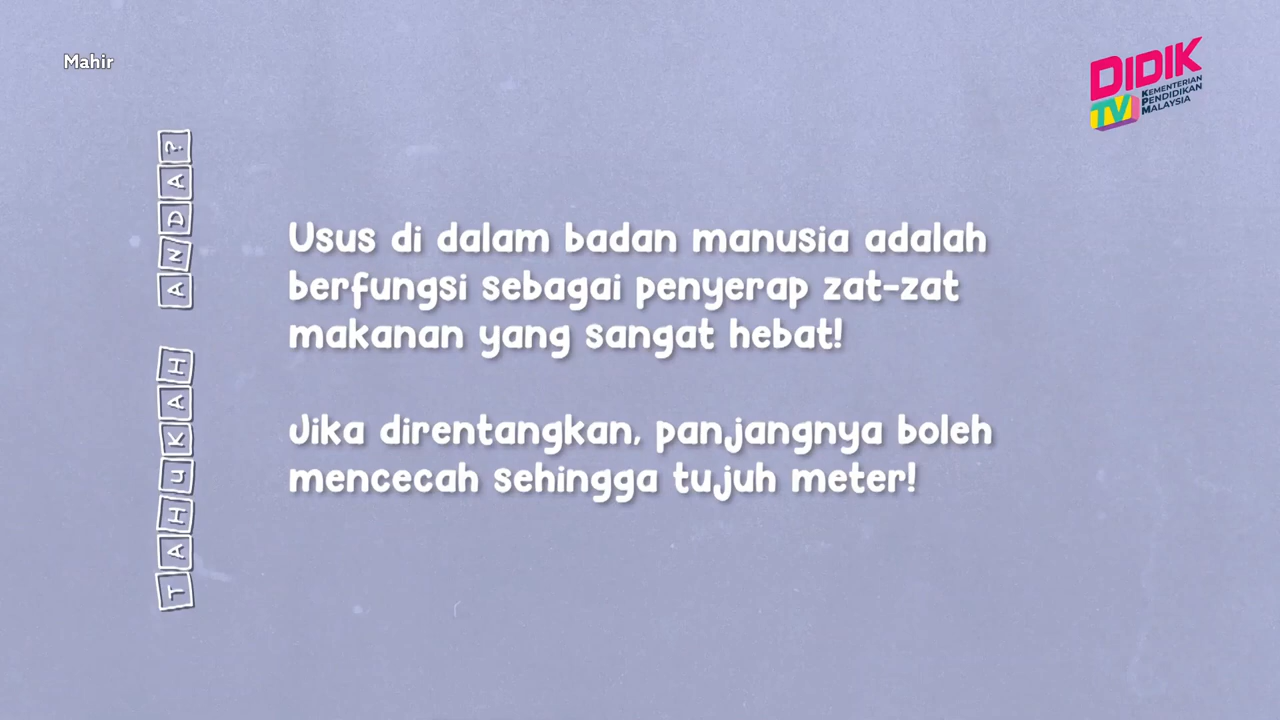 Mahir
DIDIK
TV
KEMENTERIAN
PENDIDIKAN
MALAYSIA
TAHUKAH ANDA?
Usus di dalam badan manusia adalah
berfungsi sebagai penyerap zat-zat
makanan yang sangat hebat!
Jika direntangkan, panjangnya boleh
mencecah sehingga tujuh meter!